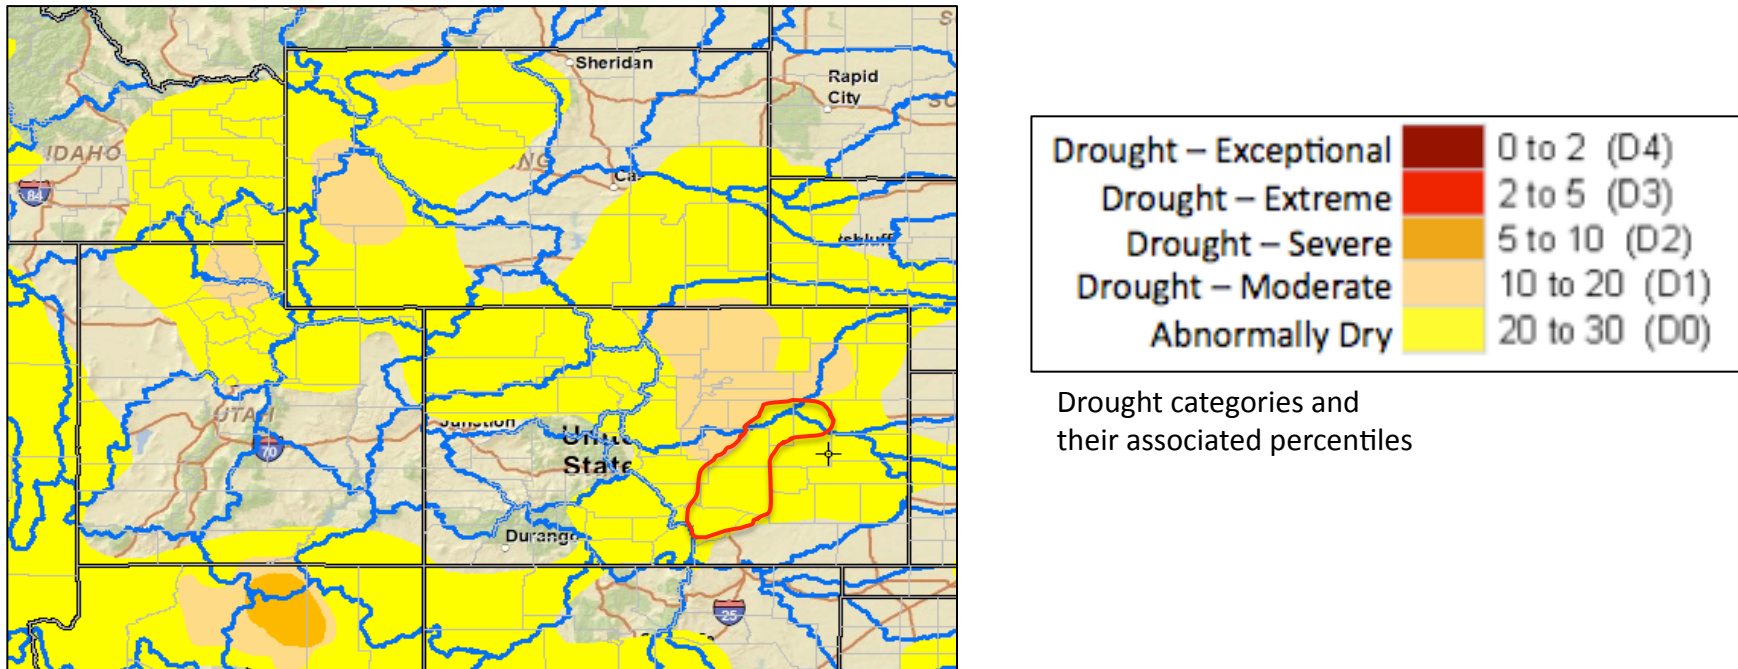 Sheridan
Rapid
City
IDAHO
84
UTAH
70
Junction
State
Durango
25
Drought – Exceptional 0 to 2 (D4)
Drought – Extreme 2 to 5 (D3)
Drought – Severe 5 to 10 (D2)
Drought – Moderate 10 to 20 (D1)
Abnormally Dry 20 to 30 (D0)
Drought categories and
their associated percentiles